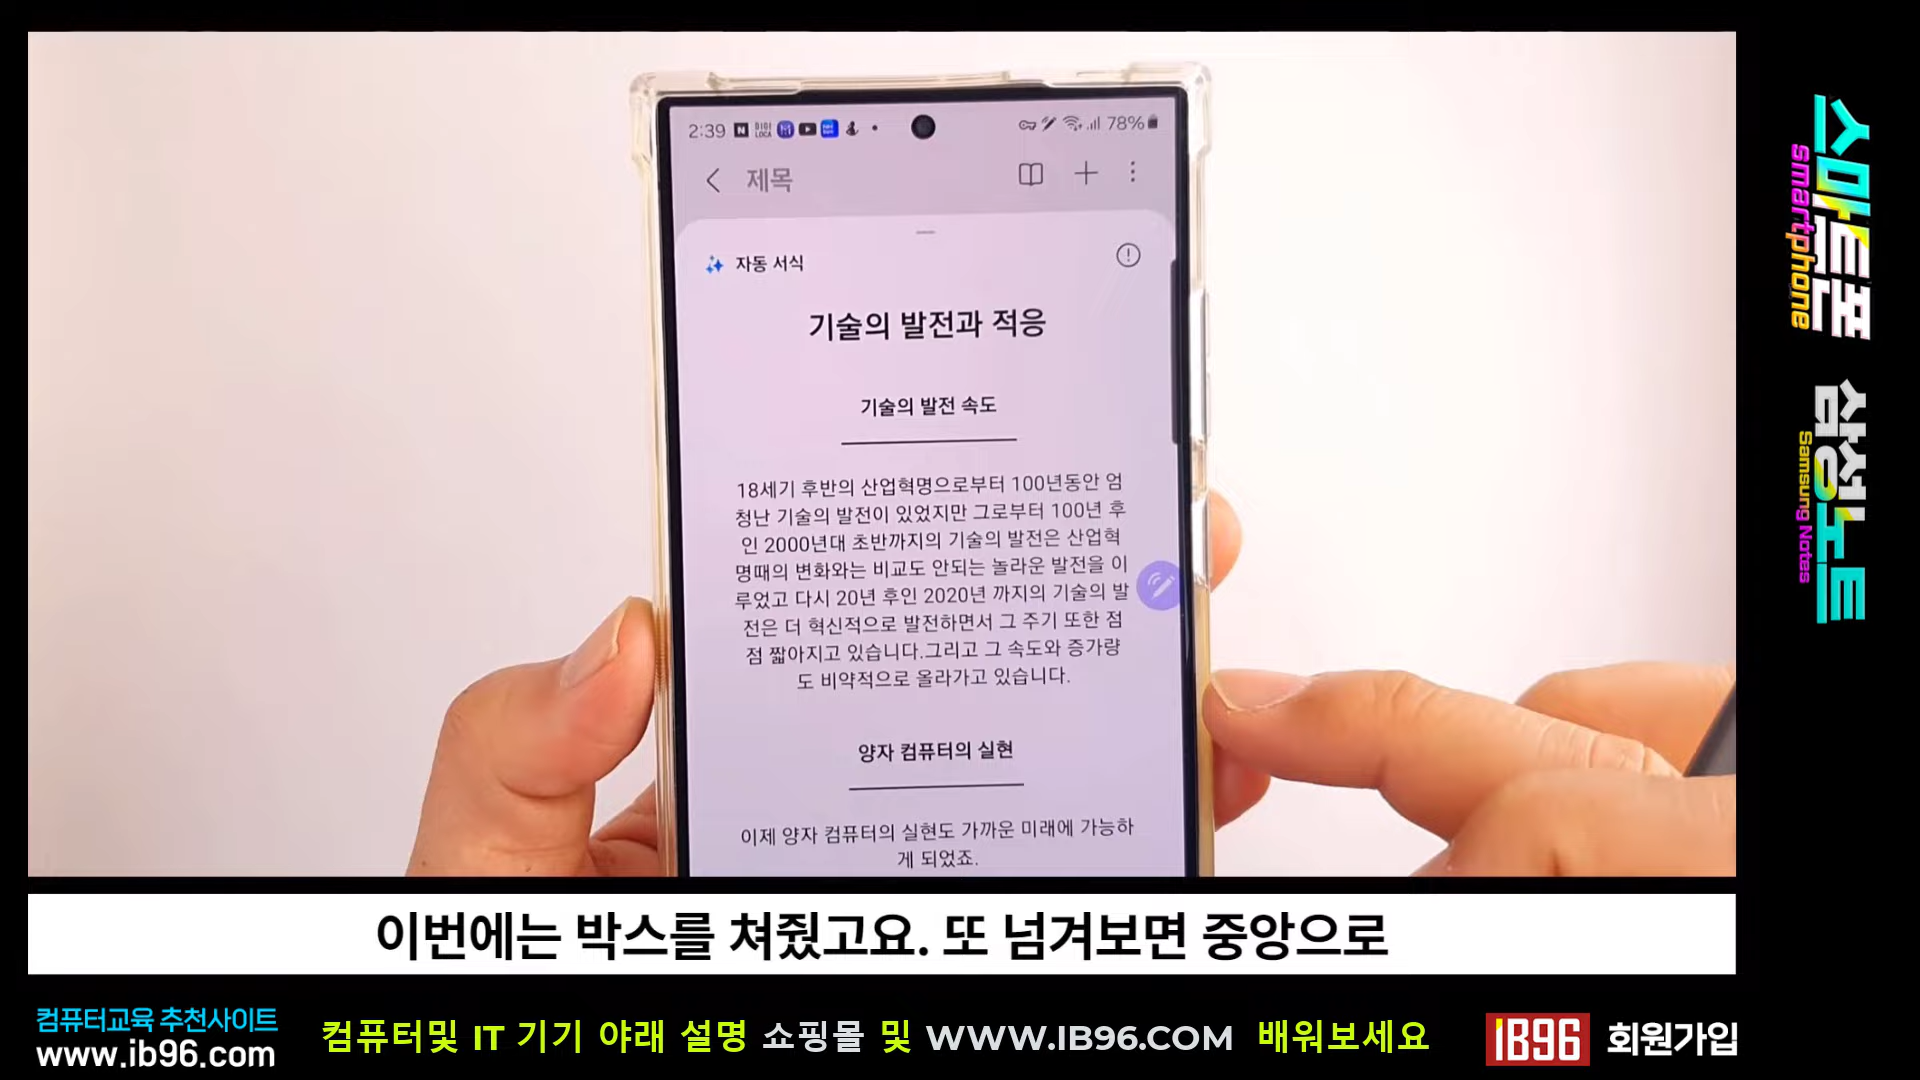 2:39
78%
제목
자동 서식
기술의 발전과 적응
기술의 발전 속도
18세기 후반의 산업혁명으로부터 100년동안 엄
청난 기술의 발전이 있었지만 그로부터 100년 후
인 2000년대 초반까지의 기술의 발전은 산업혁
명때의 변화와는 비교도 안되는 놀라운 발전을 이
루었고 다시 20년 후인 2020년 까지의 기술의 발
전은 더 혁신적으로 발전하면서 그 주기 또한 점
점 짧아지고 있습니다.그리고 그 속도와 증가량
도 비약적으로 올라가고 있습니다.
양자 컴퓨터의 실현
이제 양자 컴퓨터의 실현도 가까운 미래에 가능하
게 되었죠.
스마트폰
smartphone
삼성노트
Samsung Notes
이번에는 박스를 쳐줬고요. 또 넘겨보면 중앙으로
컴퓨터교육 추천사이트
www.ib96.com
컴퓨터및 IT 기기 야래 설명 쇼핑몰 및 WWW.IB96.COM 배워보세요
IB96 회원가입